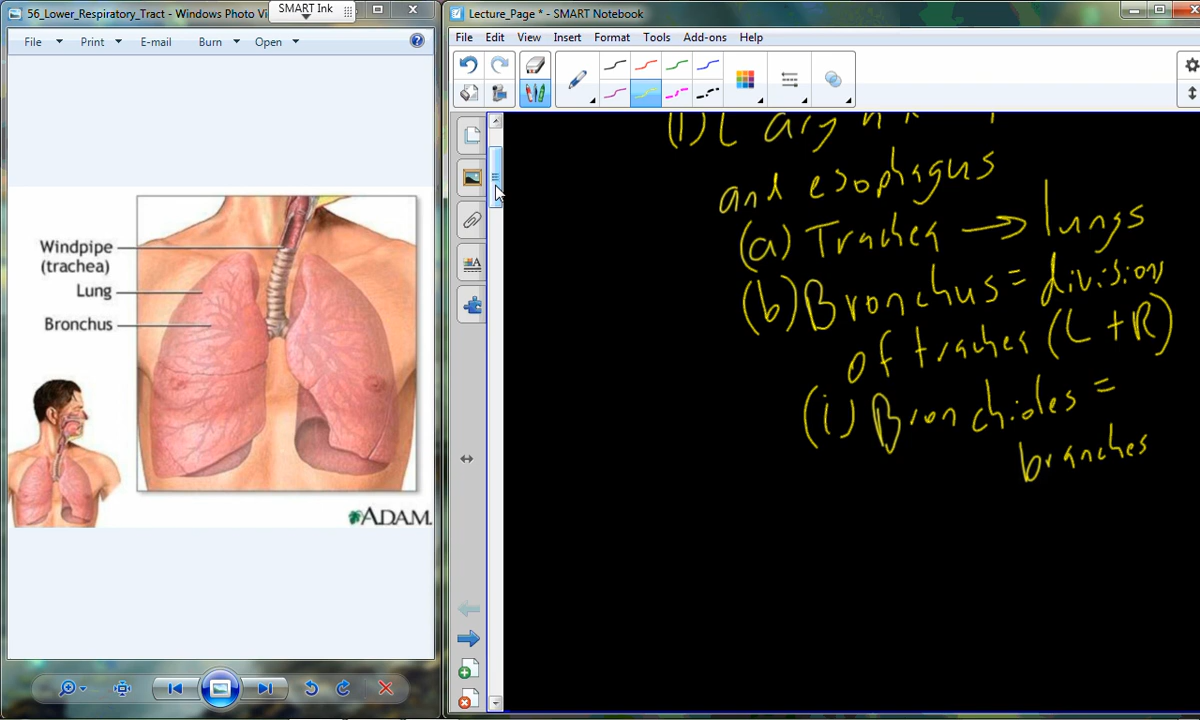 56_Lower_Respiratory_Tract - Windows Photo Vi
SMART Ink
File Print E-mail Burn Open
Windpipe
(trachea)
Lung
Bronchus
ADAM.
Lecture_Page * - SMART Notebook
File Edit View Insert Format Tools Add-ons Help
and esophagus
(a) Trachea → lungs
(b) Bronchus = divisions
of trachea (L + R)
(i) Bronchioles =
branches